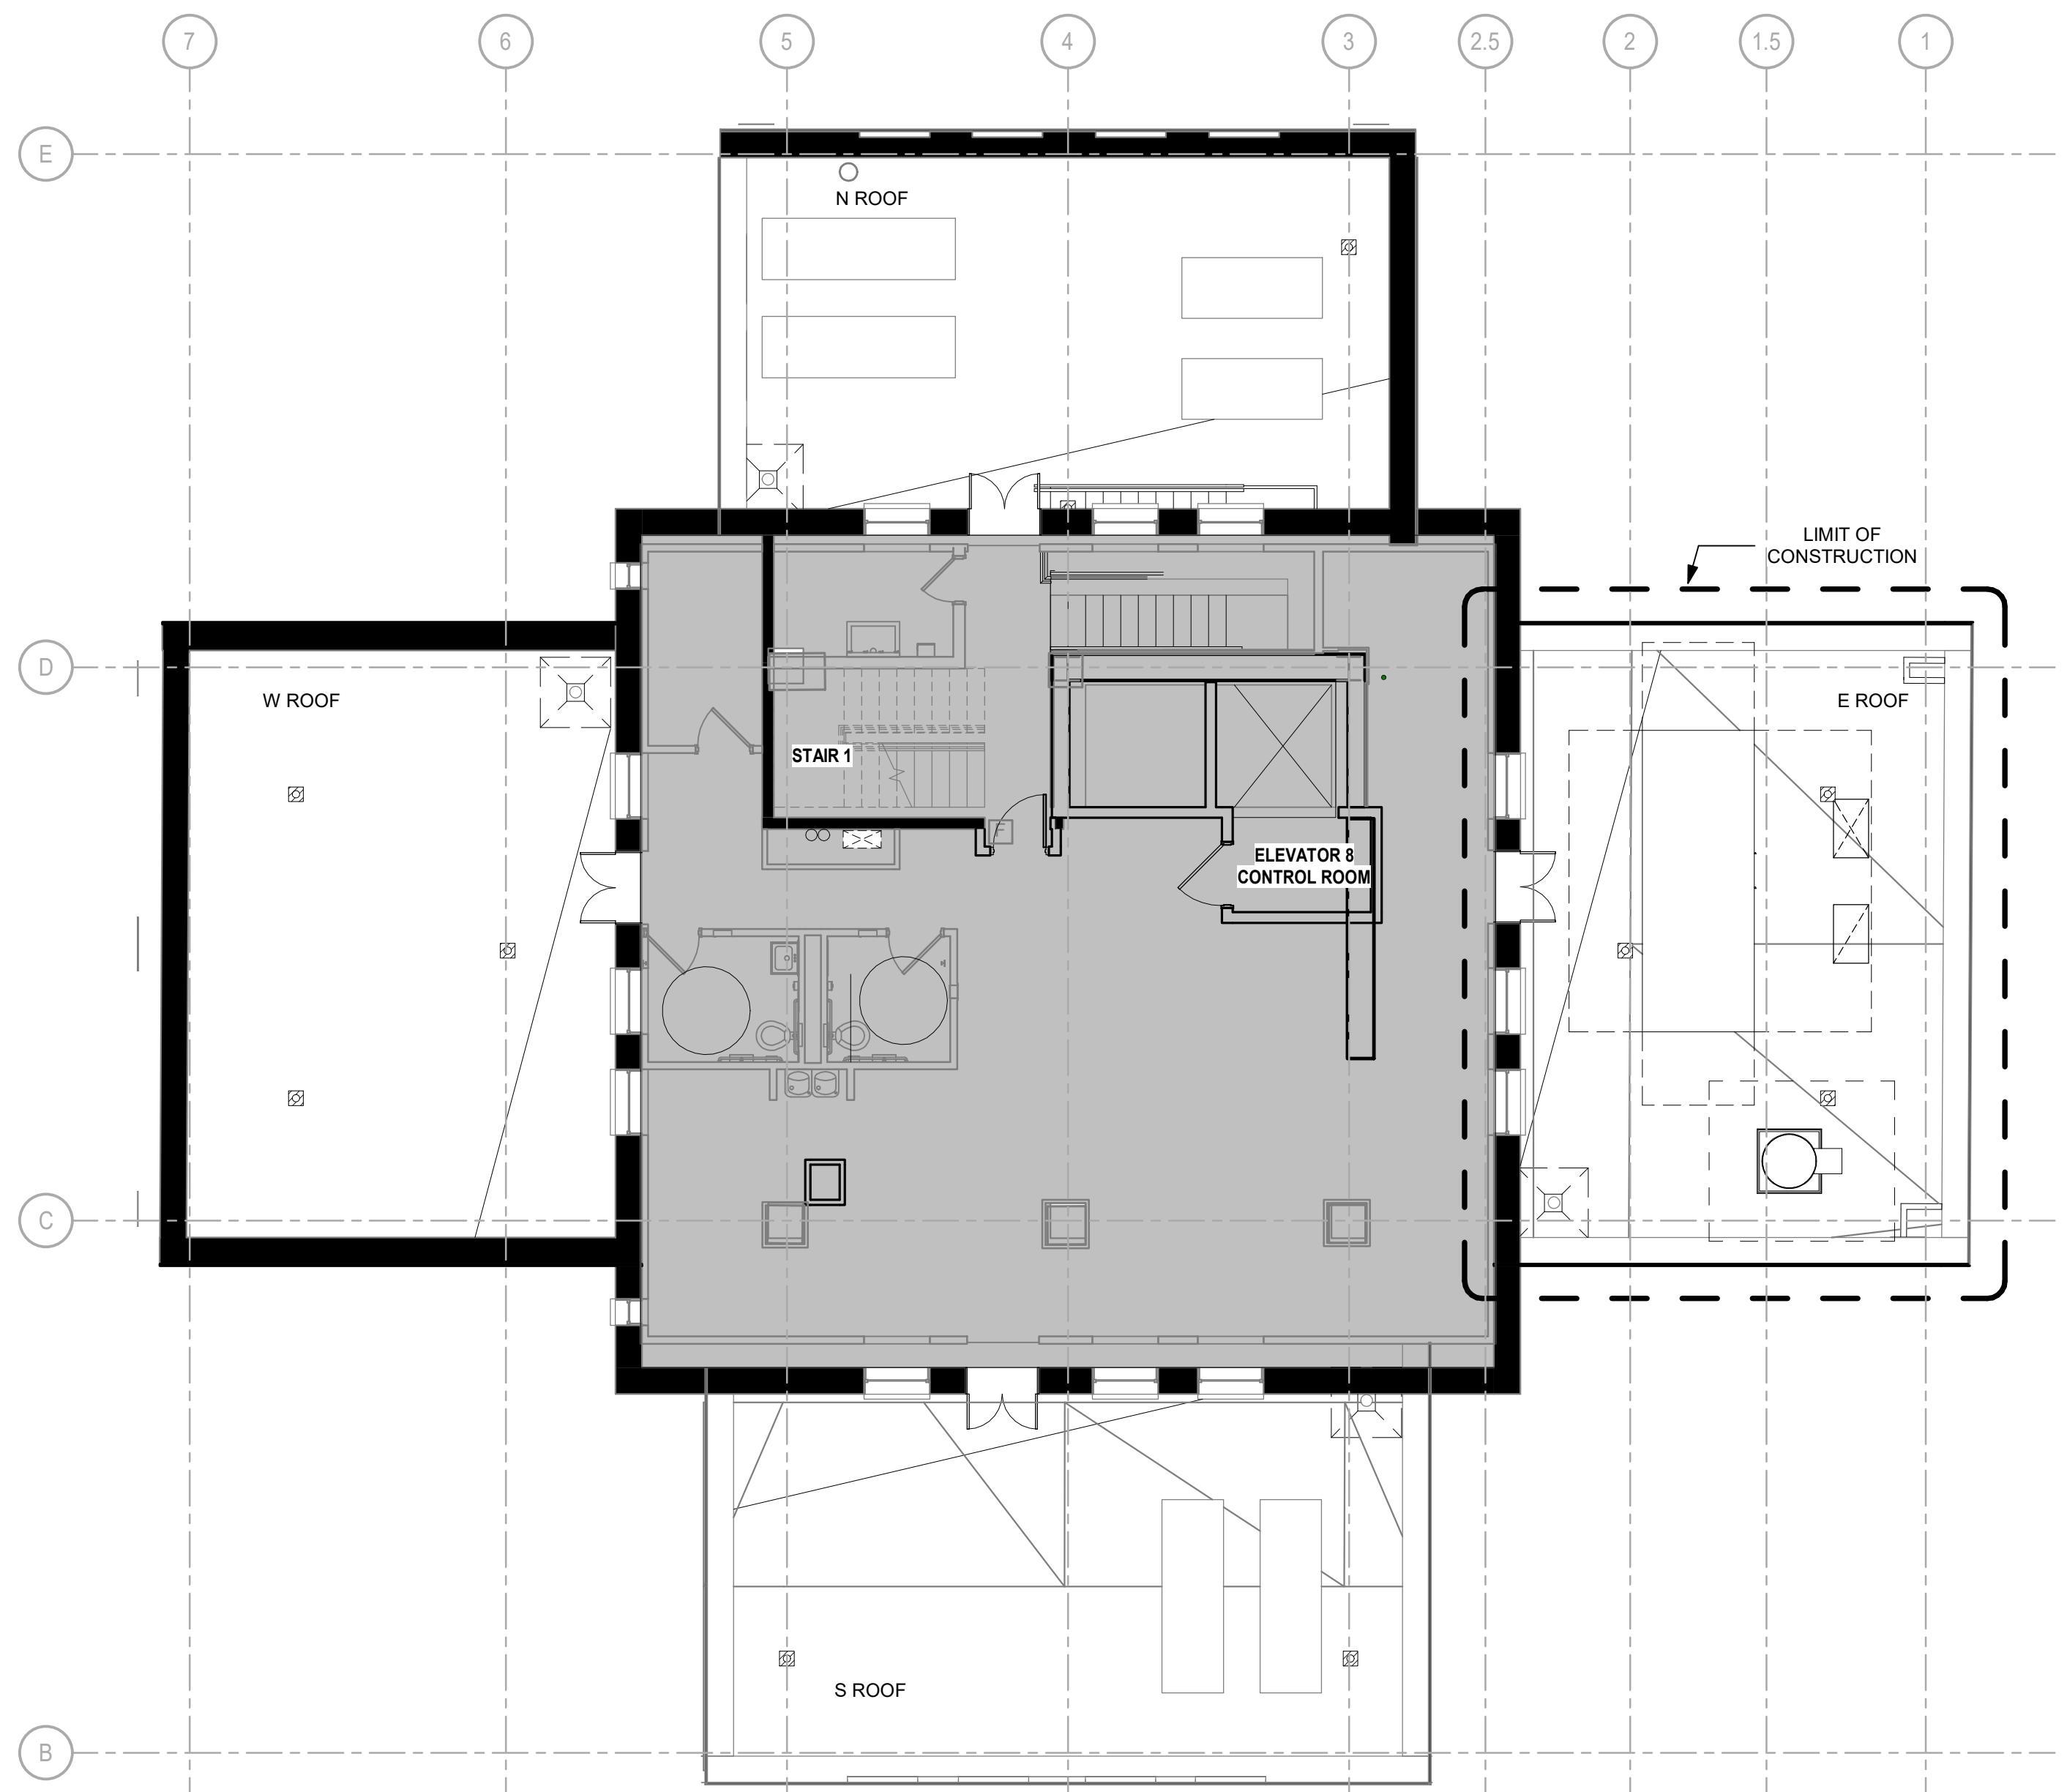 7 6 5 4 3 2.5 2 1.5 1
E
N ROOF
LIMIT OF
CONSTRUCTION
D
W ROOF
E ROOF
STAIR 1
F
ELEVATOR 8
CONTROL ROOM
C
S ROOF
B